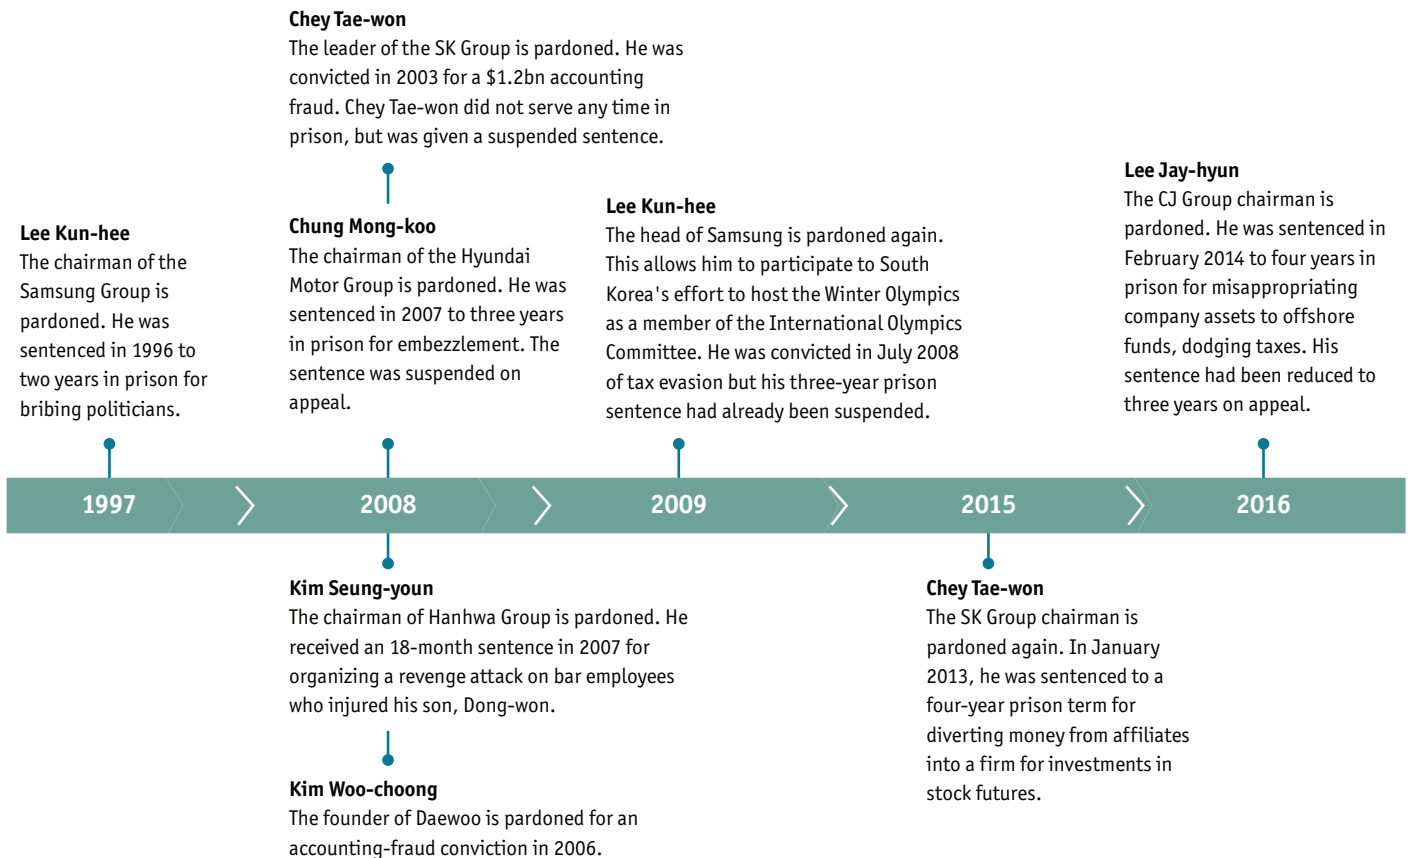 Chey Tae-won
The leader of the SK Group is pardoned. He was
convicted in 2003 for a $1.2bn accounting
fraud. Chey Tae-won did not serve any time in
prison, but was given a suspended sentence.
Lee Kun-hee
The chairman of the
Samsung Group is
pardoned. He was
sentenced in 1996 to
two years in prison for
bribing politicians.
Chung Mong-koo
The chairman of the Hyundai
Motor Group is pardoned. He was
sentenced in 2007 to three years
in prison for embezzlement. The
sentence was suspended on
appeal.
Lee Kun-hee
The head of Samsung is pardoned again.
This allows him to participate to South
Korea's effort to host the Winter Olympics
as a member of the International Olympics
Committee. He was convicted in July 2008
of tax evasion but his three-year prison
sentence had already been suspended.
Lee Jay-hyun
The CJ Group chairman is
pardoned. He was sentenced in
February 2014 to four years in
prison for misappropriating
company assets to offshore
funds, dodging taxes. His
sentence had been reduced to
three years on appeal.
1997
2008
2009
2015
2016
Kim Seung-youn
The chairman of Hanhwa Group is pardoned. He
received an 18-month sentence in 2007 for
organizing a revenge attack on bar employees
who injured his son, Dong-won.
Kim Woo-choong
The founder of Daewoo is pardoned for an
accounting-fraud conviction in 2006.
Chey Tae-won
The SK Group chairman is
pardoned again. In January
2013, he was sentenced to a
four-year prison term for
diverting money from affiliates
into a firm for investments in
stock futures.